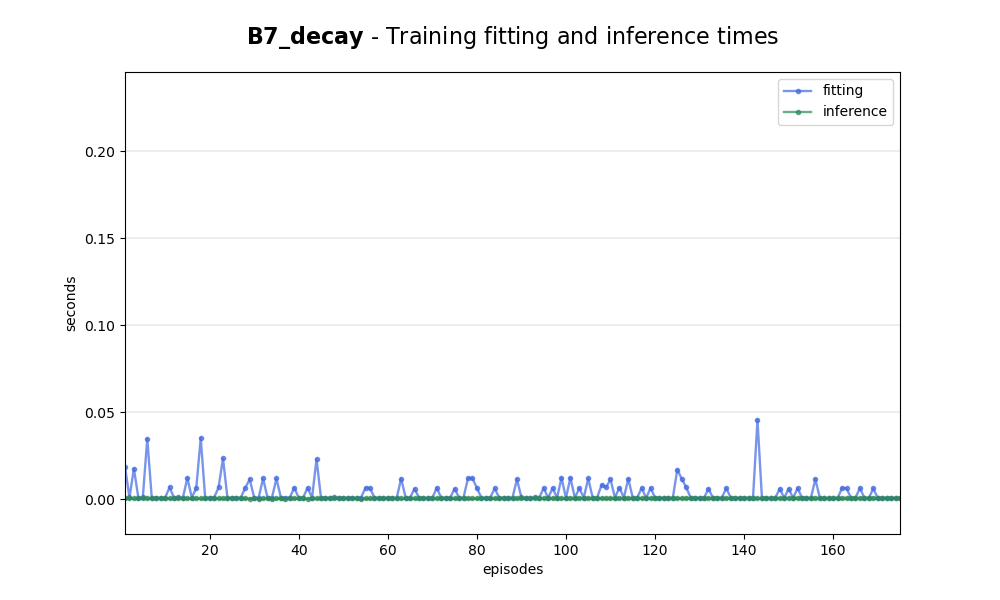 B7_decay - Training fitting and inference times
fitting
inference
0.20
0.15
0.10
0.05
0.00
seconds
20 40 60 80 100 120 140 160
episodes